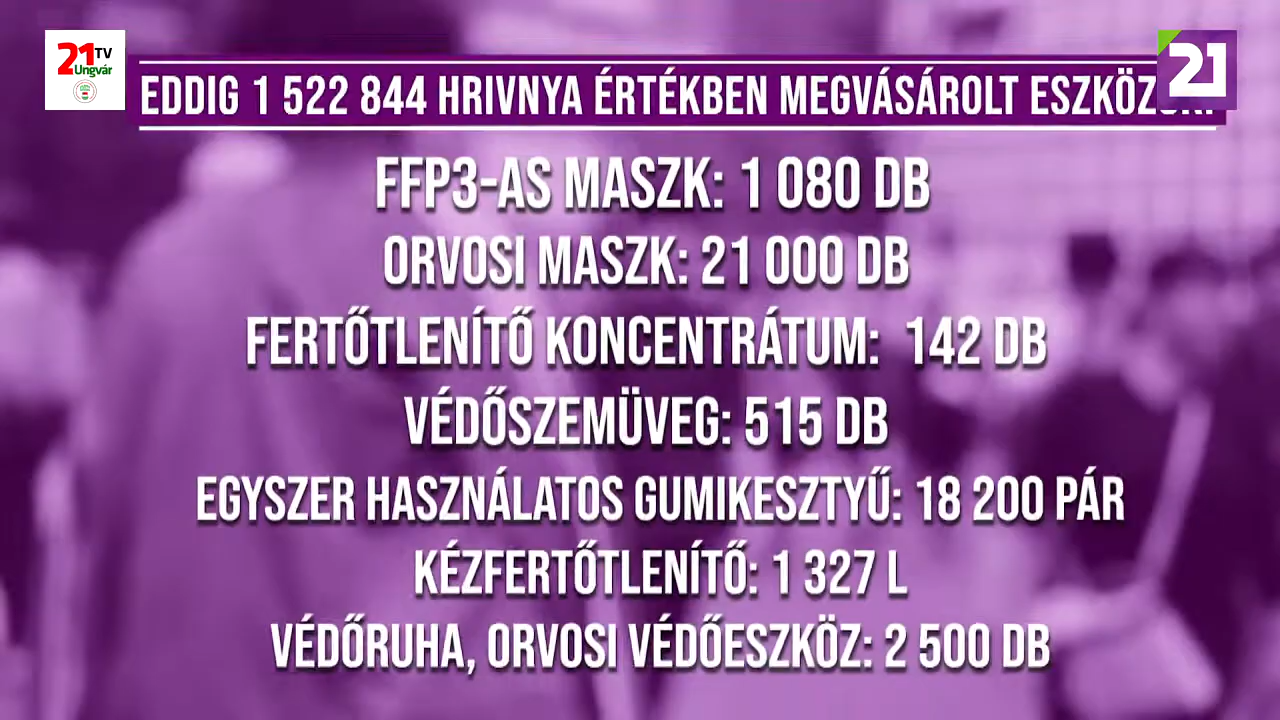 21 TV
Ungvár
21
EDDIG 1 522 844 HRIVNYA ÉRTÉKBEN MEGVÁSÁROLT
FFP3-AS MASZK: 1 080 DB
ORVOSI MASZK: 21 000 DB
FERTŐTLENÍTŐ KONCENTRÁTUM: 142 DB
VÉDŐSZEMÜVEG: 515 DB
EGYSZER HASZNÁLATOS GUMIKESZTYŰ: 18 200 PÁR
KÉZFERTŐTLENÍTŐ: 1 327 L
VÉDŐRUHA, ORVOSI VÉDŐESZKÖZ: 2 500 DB